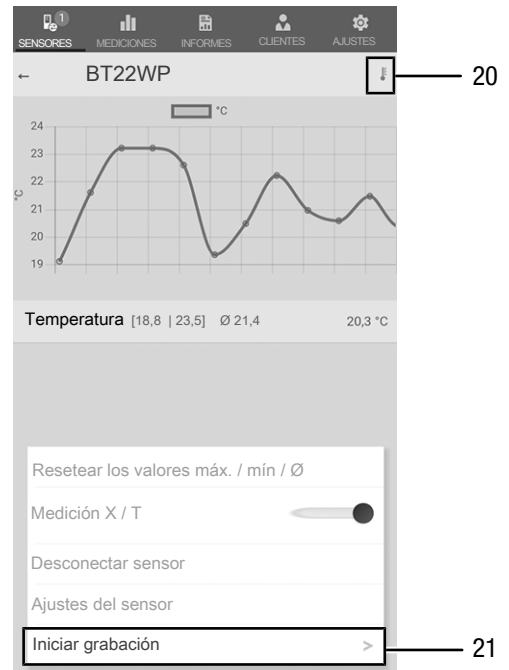 1
SENSORES MEDICIONES INFORMES CLIENTES AJUSTES
← BT22WP
20
°C
24
23
22
°C
21
20
19
Temperatura [18,8 | 23,5] Ø 21,4 20,3 °C
Resetear los valores máx. / mín / Ø
Medición X / T
Desconectar sensor
Ajustes del sensor
Iniciar grabación >
21